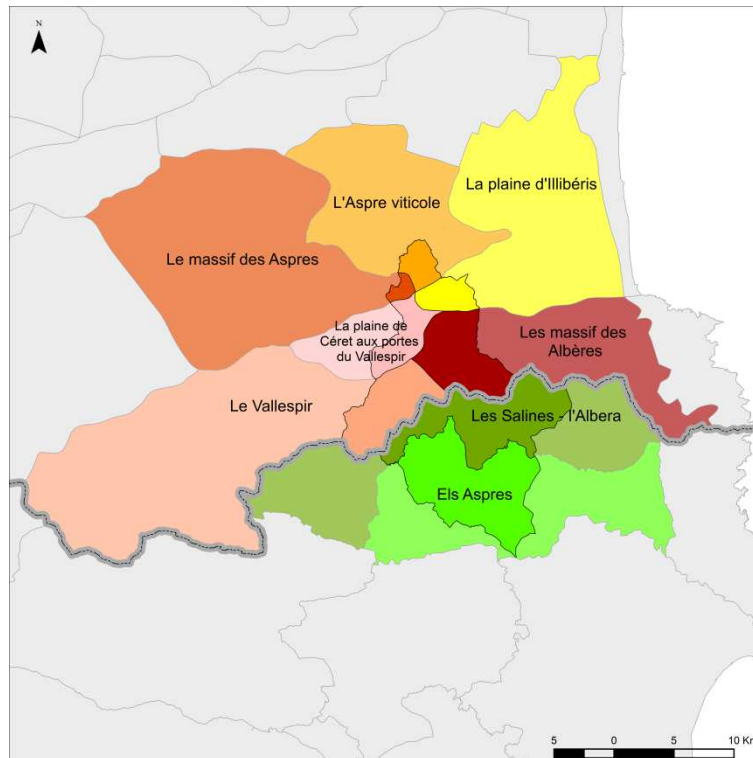 N
La plaine d'Illibéris
L'Aspre viticole
Le massif des Aspres
La plaine de
Céret aux portes
du Vallespir
Les massif des
Albères
Le Vallespir
Les Salines - l'Albera
Els Aspres
5 0 5 10 Km